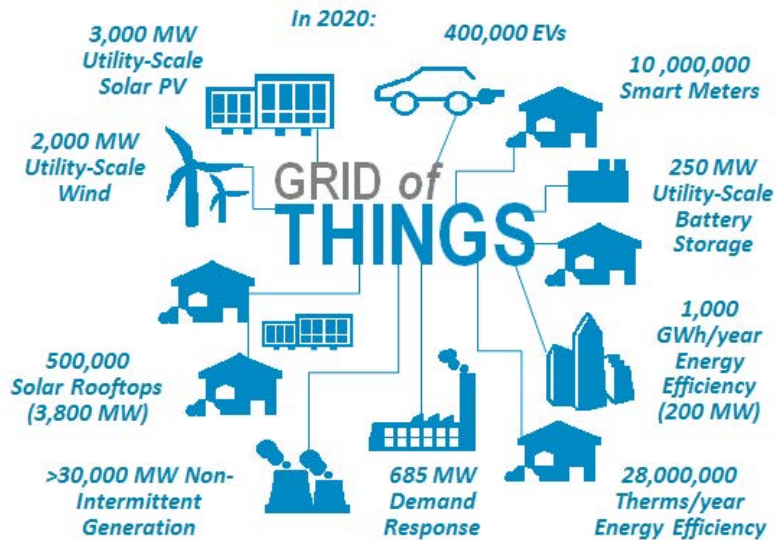 In 2020:
3,000 MW
Utility-Scale
Solar PV
400,000 EVs
10 ,000,000
Smart Meters
2,000 MW
Utility-Scale
Wind
GRID of
THINGS
250 MW
Utility-Scale
Battery
Storage
500,000
Solar Rooftops
(3,800 MW)
1,000
GWh/year
Energy
Efficiency
(200 MW)
>30,000 MW Non-
Intermittent
Generation
685 MW
Demand
Response
28,000,000
Therms/year
Energy Efficiency